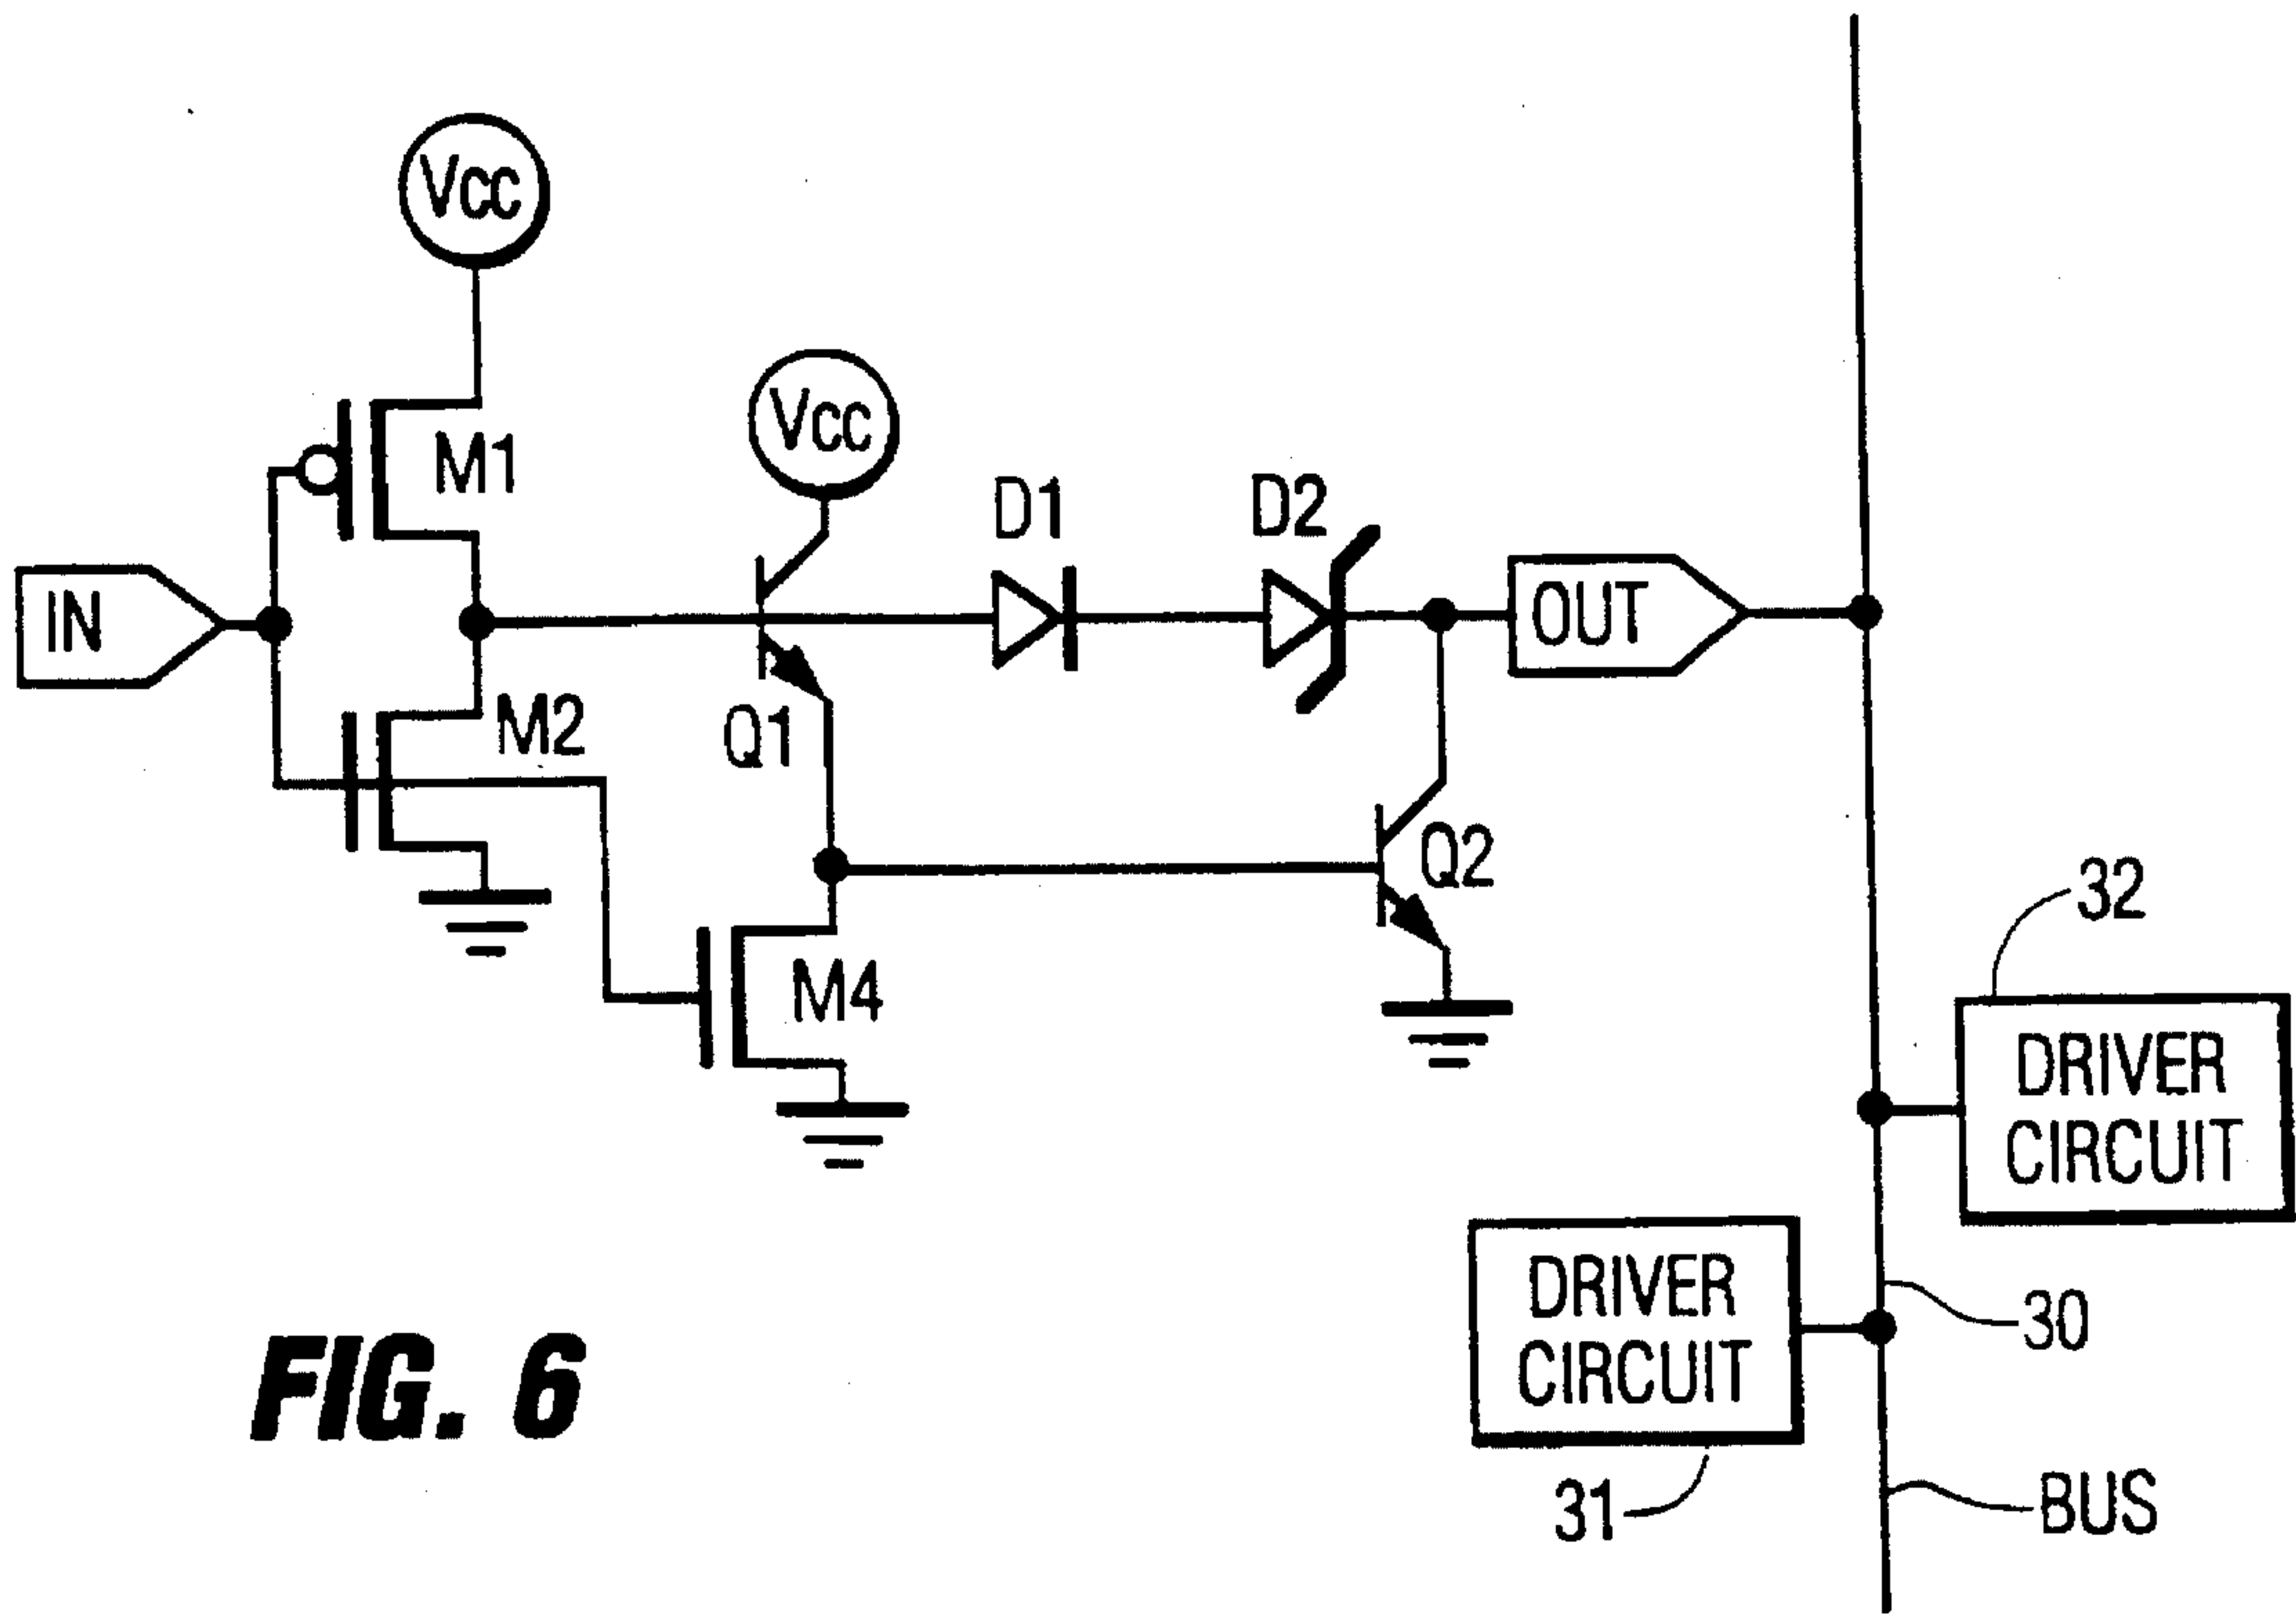 Vcc
Vcc
M1
D1
D2
IN
OUT
M2
Q1
Q2
32
M4
DRIVER
CIRCUIT
DRIVER
CIRCUIT
30
FIG. 6
31
BUS